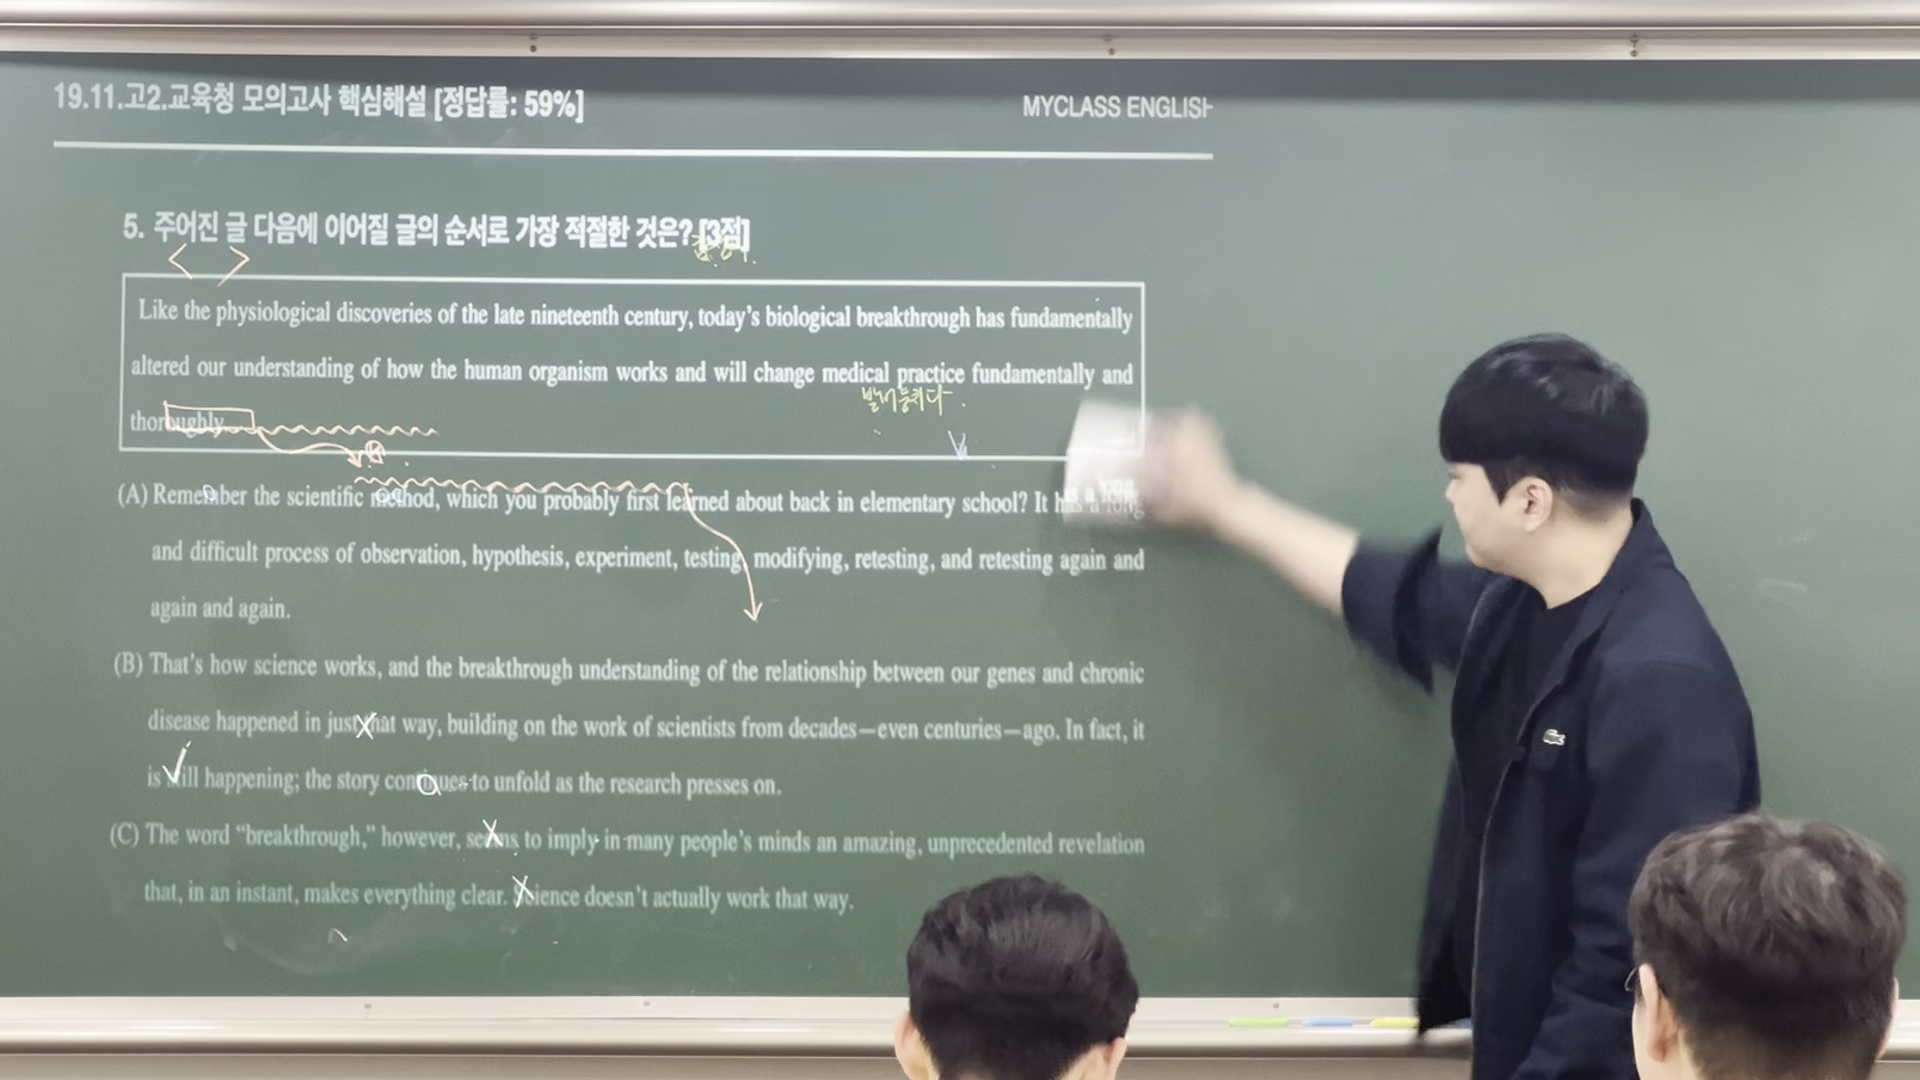 19.11.고2.교육청 모의고사 핵심해설 [정답률: 59%]
MYCLASS ENGLISH
5. 주어진 글 다음에 이어질 글의 순서로 가장 적절한 것은? [3점]
Like the physiological discoveries of the late nineteenth century, today's biological breakthrough has fundamentally
altered our understanding of how the human organism works and will change medical practice fundamentally and
thoroughly.
(A) Remember the scientific method, which you probably first learned about back in elementary school? It has a long
and difficult process of observation, hypothesis, experiment, testing, modifying, retesting, and retesting again and
again and again.
(B) That's how science works, and the breakthrough understanding of the relationship between our genes and chronic
disease happened in just that way, building on the work of scientists from decades—even centuries—ago. In fact, it
is still happening; the story continues to unfold as the research presses on.
(C) The word “breakthrough,” however, seems to imply in many people's minds an amazing, unprecedented revelation
that, in an instant, makes everything clear. Science doesn't actually work that way.